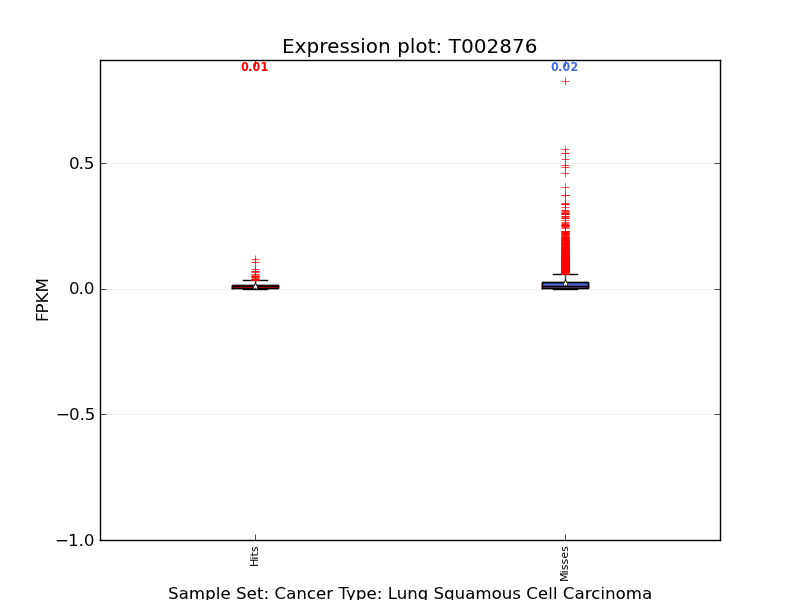 Expression plot: T002876
0.01
0.02
0.5
0.0
−0.5
−1.0
FPKM
Hits
Misses
Sample Set: Cancer Type: Lung Squamous Cell Carcinoma